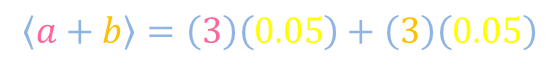 ⟨a + b⟩ = (3)(0.05) + (3)(0.05)